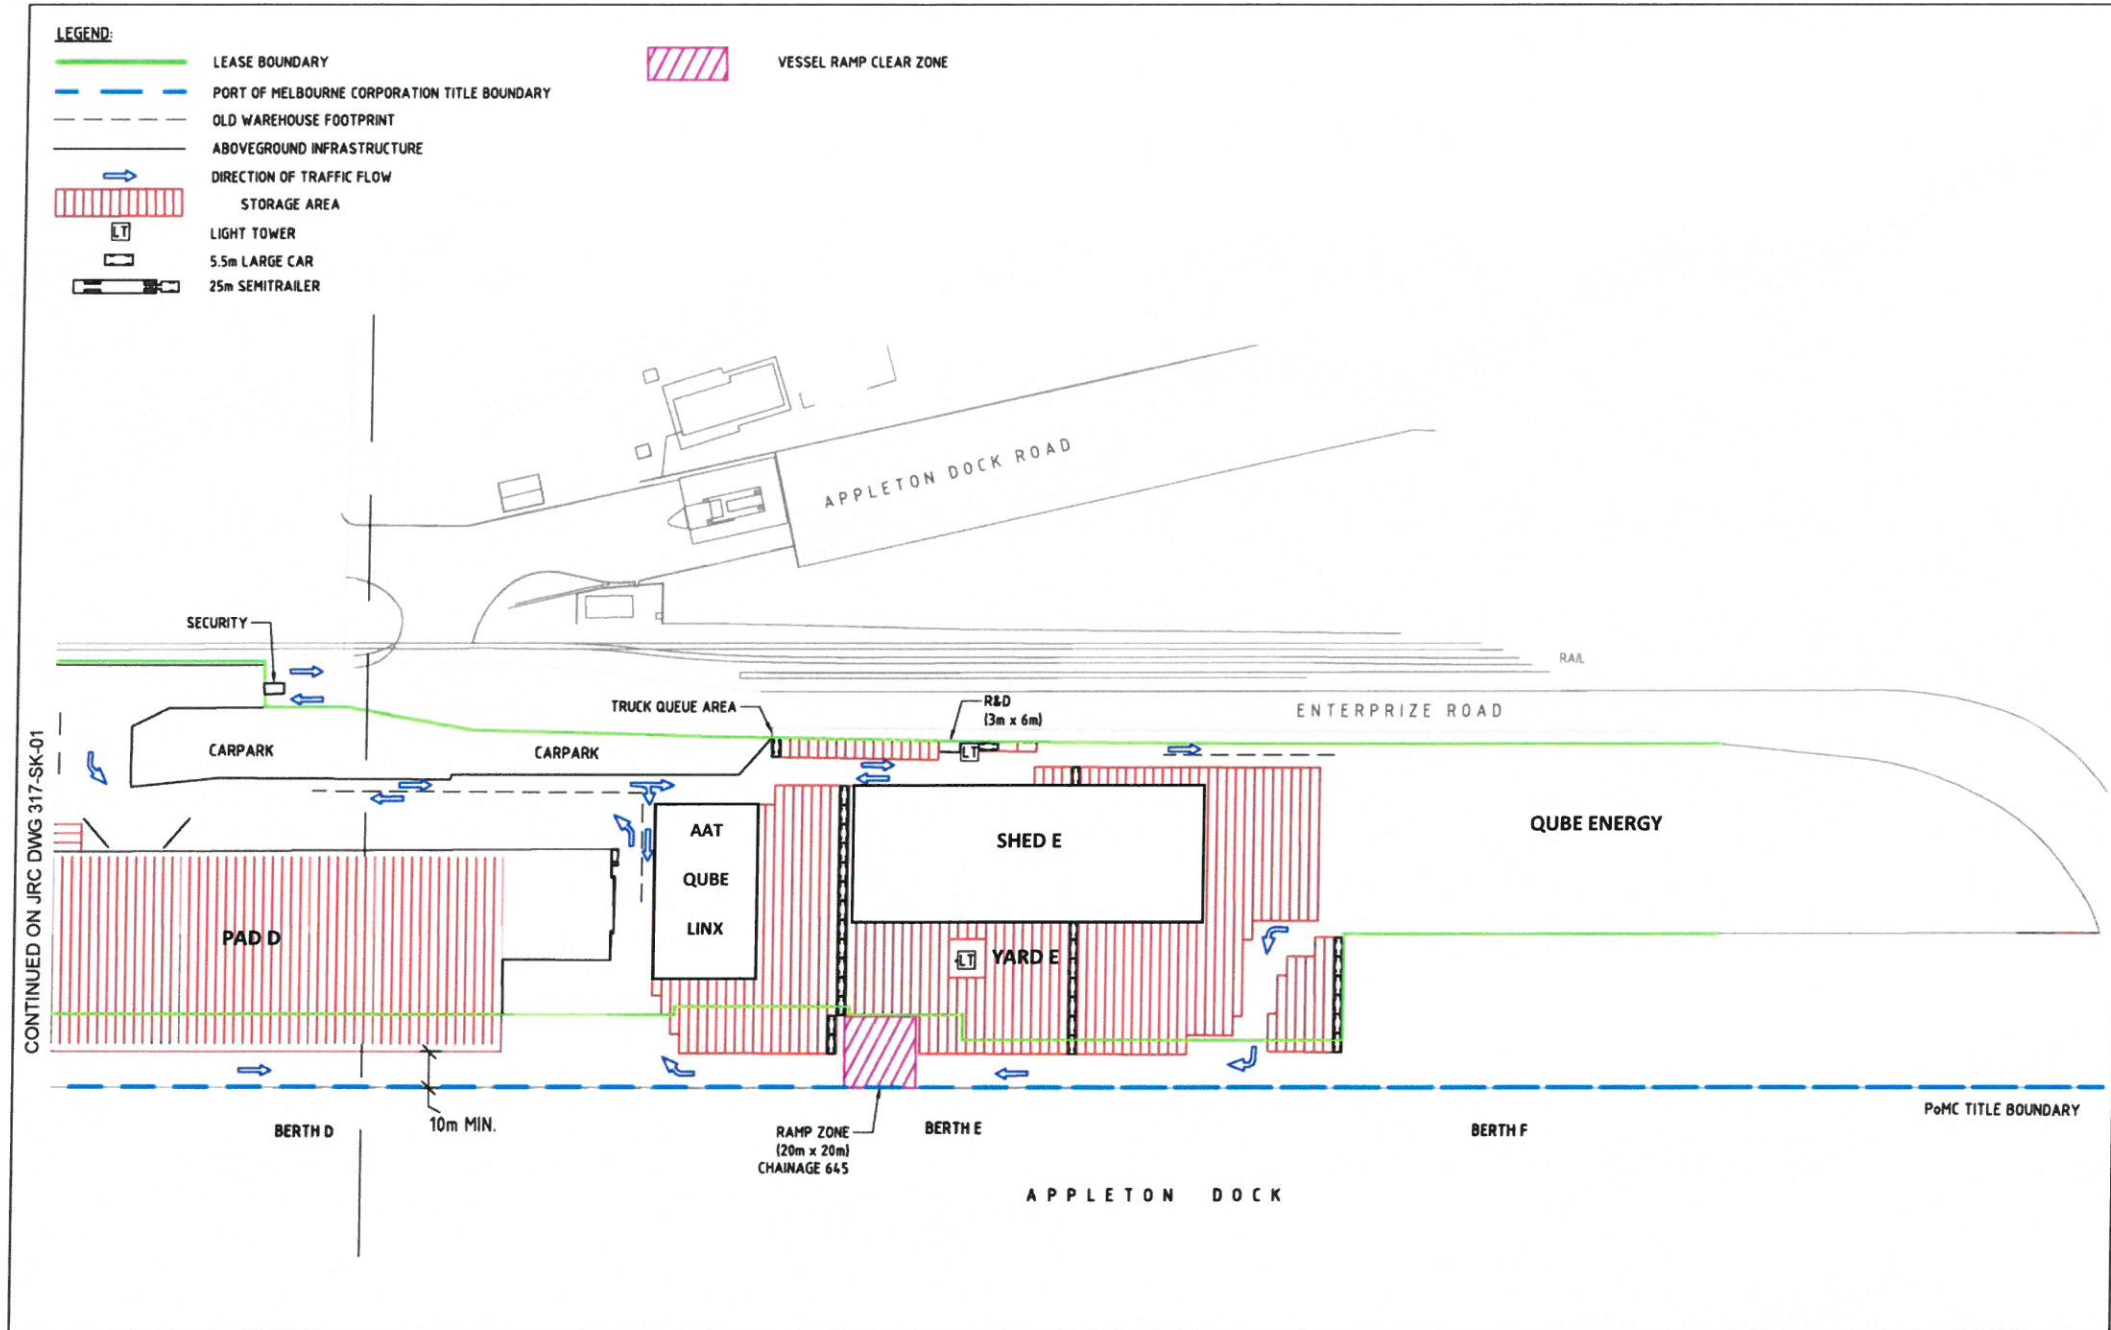 LEGEND:
LEASE BOUNDARY
PORT OF MELBOURNE CORPORATION TITLE BOUNDARY
OLD WAREHOUSE FOOTPRINT
ABOVEGROUND INFRASTRUCTURE
DIRECTION OF TRAFFIC FLOW
STORAGE AREA
LT
LIGHT TOWER
5.5m LARGE CAR
25m SEMITRAILER
VESSEL RAMP CLEAR ZONE
APPLETON DOCK ROAD
SECURITY
RAIL
TRUCK QUEUE AREA
R&D
(3m x 6m)
ENTERPRIZE ROAD
CARPARK
CARPARK
LT
AAT
QUBE
LINX
SHED E
QUBE ENERGY
PAD D
LT
YARD E
CONTINUED ON JRC DWG 317-SK-01
10m MIN.
BERTH D
RAMP ZONE
(20m x 20m)
CHAINAGE 645
BERTH E
BERTH F
PoMC TITLE BOUNDARY
APPLETON DOCK